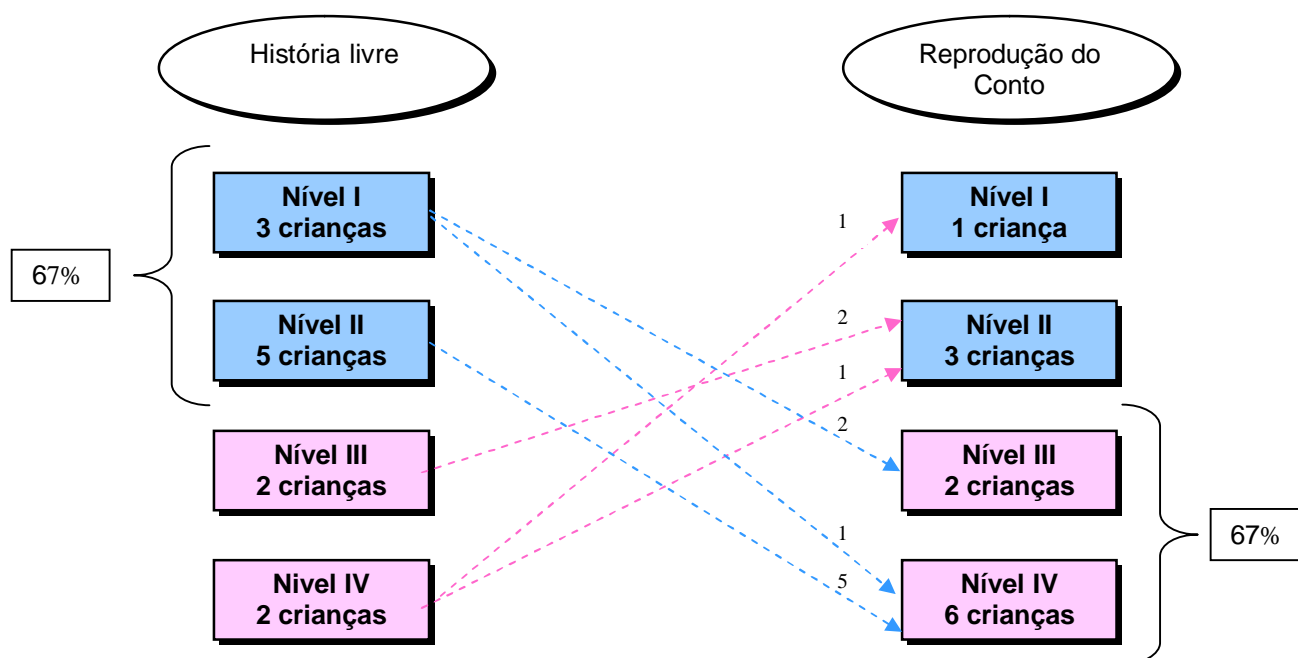 História livre
Reprodução do
Conto
Nível I
3 crianças
1
Nível I
1 criança
67%
Nível II
5 crianças
2
1
Nível II
3 crianças
2
Nível III
2 crianças
Nível III
2 crianças
1
67%
Nivel IV
2 crianças
5
Nível IV
6 crianças